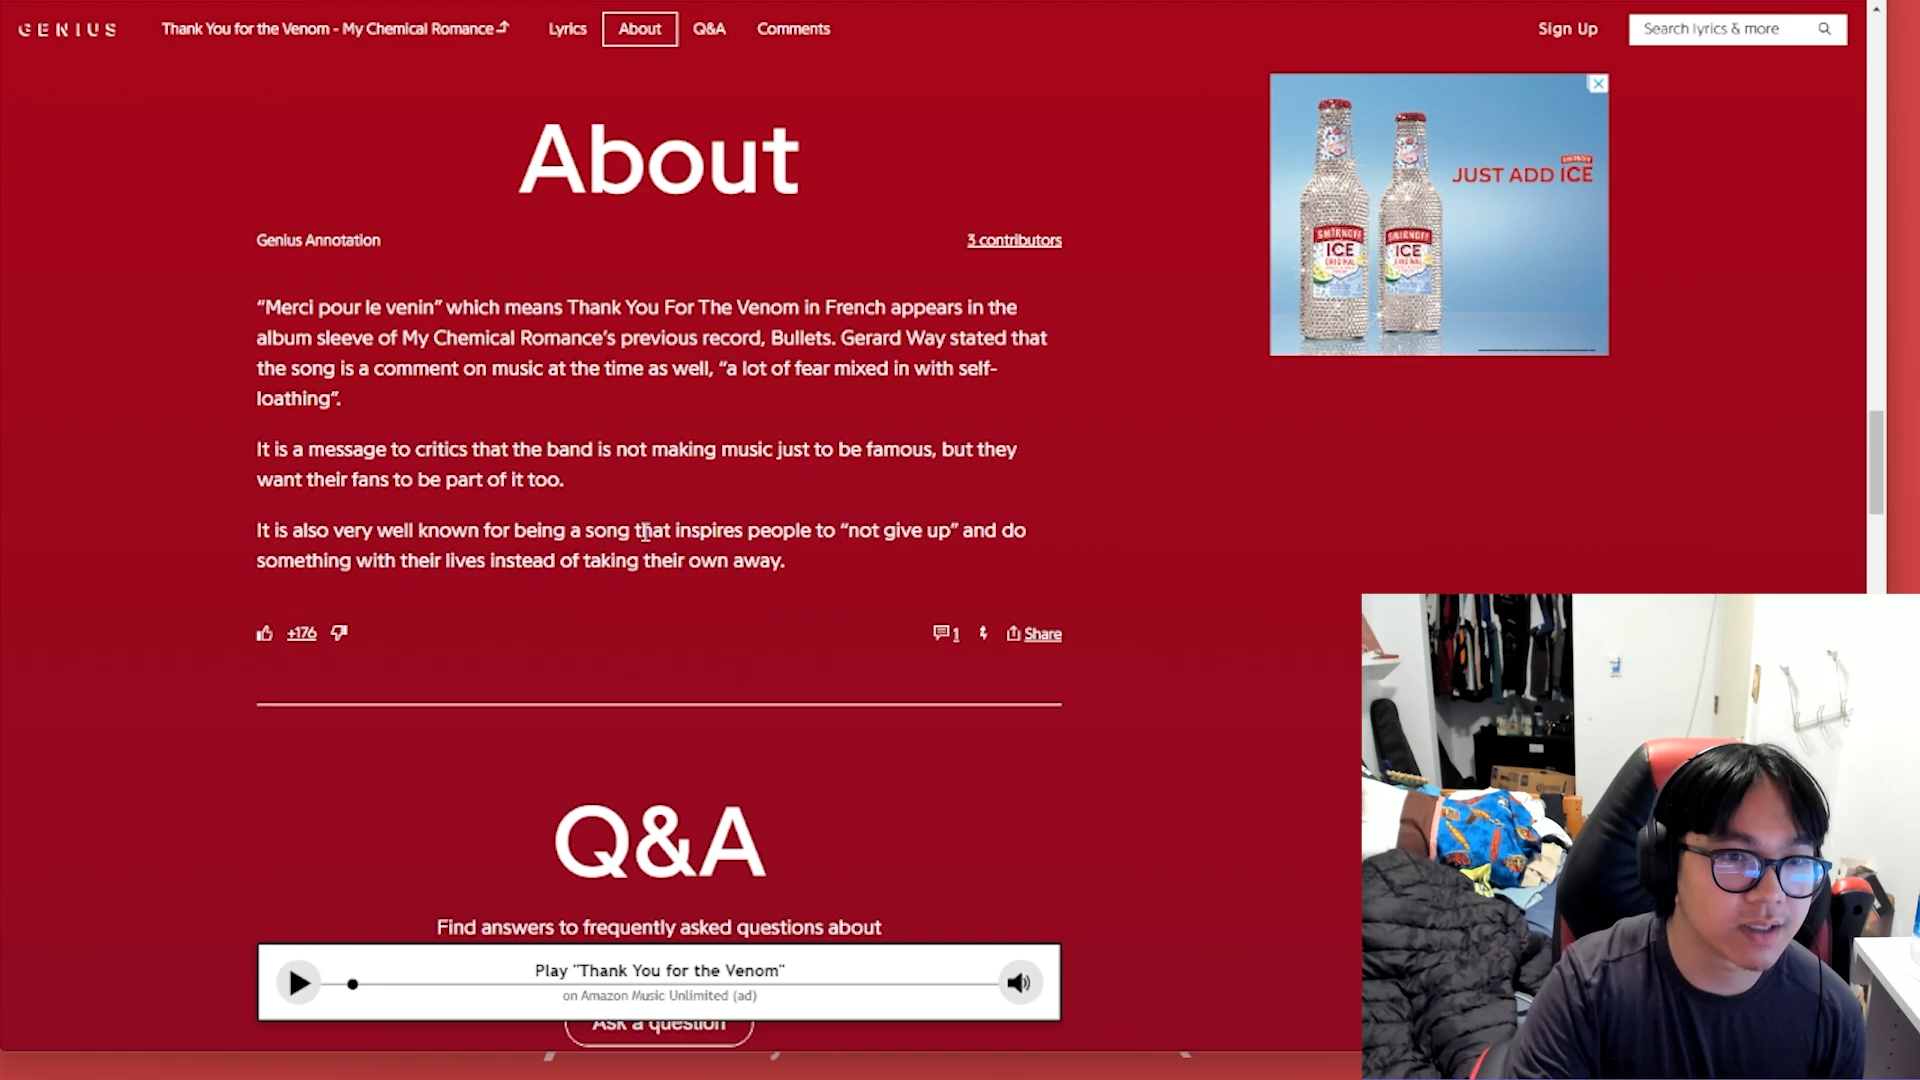 GENIUS
Thank You for the Venom - My Chemical Romance
Lyrics
About
Q&A
Comments
Sign Up
Search lyrics & more
About
Genius Annotation
3 contributors
“Merci pour le venin” which means Thank You For The Venom in French appears in the
album sleeve of My Chemical Romance’s previous record, Bullets. Gerard Way stated that
the song is a comment on music at the time as well, “a lot of fear mixed in with self-
loathing”.
It is a message to critics that the band is not making music just to be famous, but they
want their fans to be part of it too.
It is also very well known for being a song that inspires people to “not give up” and do
something with their lives instead of taking their own away.
+176
1
Share
JUST ADD SMIRNOFF ICE
SMIRNOFF
ICE
ORIGINAL
SMIRNOFF
ICE
ORIGINAL
Q&A
Find answers to frequently asked questions about
Play "Thank You for the Venom"
on Amazon Music Unlimited (ad)
Ask a question